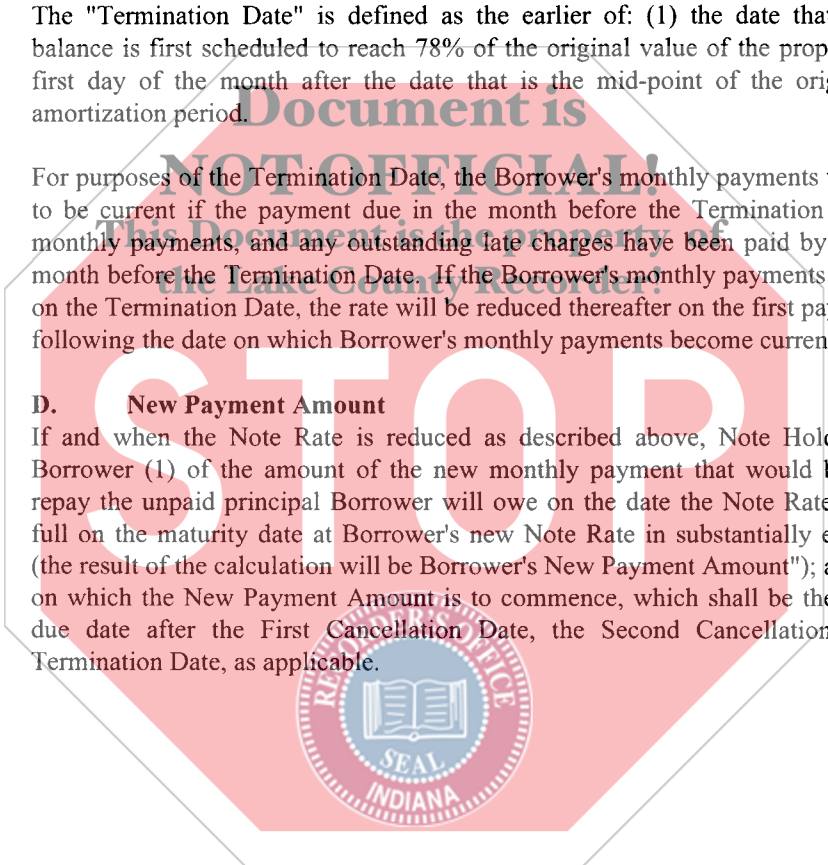 The "Termination Date" is defined as the earlier of: (1) the date tha
balance is first scheduled to reach 78% of the original value of the prop
first day of the month after the date that is the mid-point of the orig
amortization period.
Document is
NOT OFFICIAL!
This Document is the property of
the Lake County Recorder!
For purposes of the Termination Date, the Borrower's monthly payments
to be current if the payment due in the month before the Termination
monthly payments, and any outstanding late charges have been paid by
month before the Termination Date. If the Borrower's monthly payments
on the Termination Date, the rate will be reduced thereafter on the first pay
following the date on which Borrower's monthly payments become curren
STOP
D. New Payment Amount
If and when the Note Rate is reduced as described above, Note Hol
Borrower (1) of the amount of the new monthly payment that would b
repay the unpaid principal Borrower will owe on the date the Note Rate
full on the maturity date at Borrower's new Note Rate in substantially e
(the result of the calculation will be Borrower's New Payment Amount"); a
on which the New Payment Amount is to commence, which shall be the
due date after the First Cancellation Date, the Second Cancellation
Termination Date, as applicable.
RECORDER'S OFFICE
SEAL
INDIANA